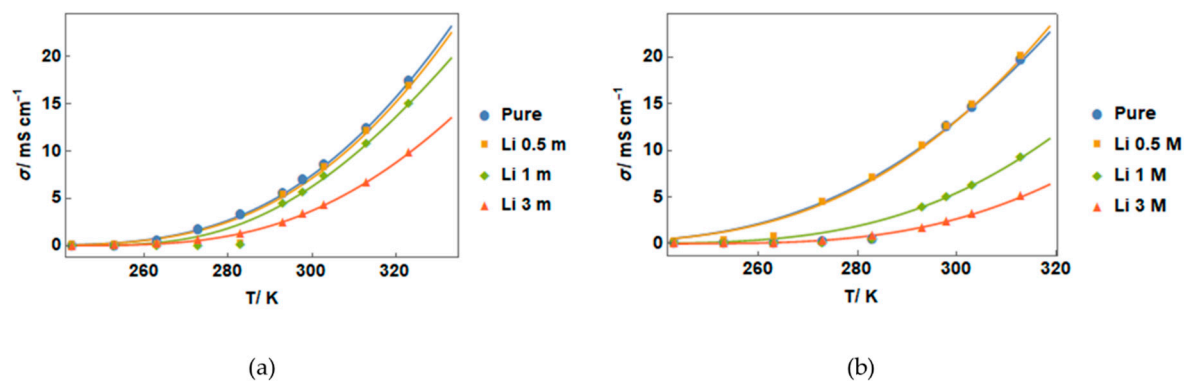 20
15
10
5
0
σ/ mS cm⁻¹
260
280
300
320
T/ K
Pure
Li 0.5 m
Li 1 m
Li 3 m
(a)
20
15
10
5
0
σ/ mS cm⁻¹
260
280
300
320
T/ K
Pure
Li 0.5 M
Li 1 M
Li 3 M
(b)